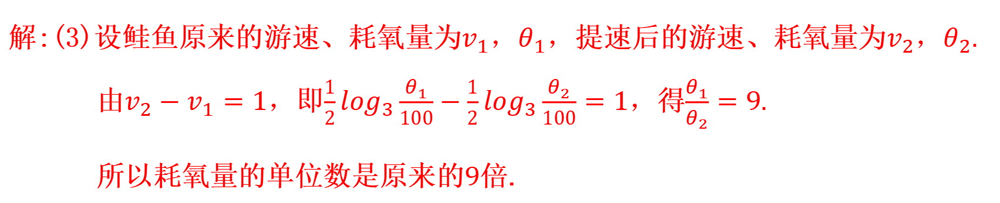 解:(3)设鲑鱼原来的游速、耗氧量为$v_1$，$\theta_1$，提速后的游速、耗氧量为$v_2$，$\theta_2$.
由$v_2-v_1=1$，即$\frac{1}{2}log_3\frac{\theta_1}{100}-\frac{1}{2}log_3\frac{\theta_2}{100}=1$，得$\frac{\theta_1}{\theta_2}=9$.
所以耗氧量的单位数是原来的9倍.